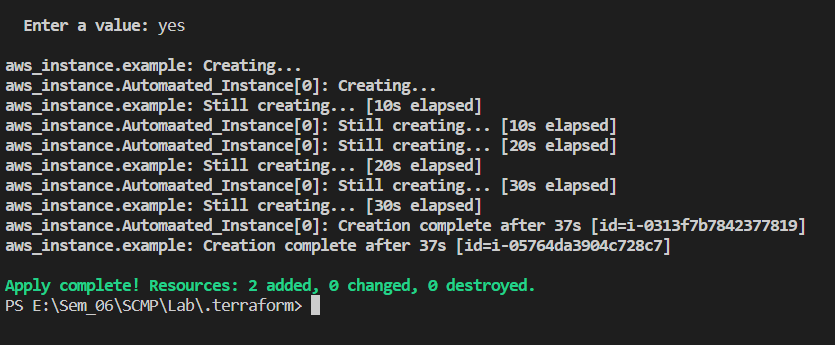 Enter a value: yes
aws_instance.example: Creating...
aws_instance.Automaated_Instance[0]: Creating...
aws_instance.example: Still creating... [10s elapsed]
aws_instance.Automaated_Instance[0]: Still creating... [10s elapsed]
aws_instance.Automaated_Instance[0]: Still creating... [20s elapsed]
aws_instance.example: Still creating... [20s elapsed]
aws_instance.Automaated_Instance[0]: Still creating... [30s elapsed]
aws_instance.example: Still creating... [30s elapsed]
aws_instance.Automaated_Instance[0]: Creation complete after 37s [id=i-0313f7b7842377819]
aws_instance.example: Creation complete after 37s [id=i-05764da3904c728c7]
Apply complete! Resources: 2 added, 0 changed, 0 destroyed.
PS E:\Sem_06\SCMP\Lab\.terraform>